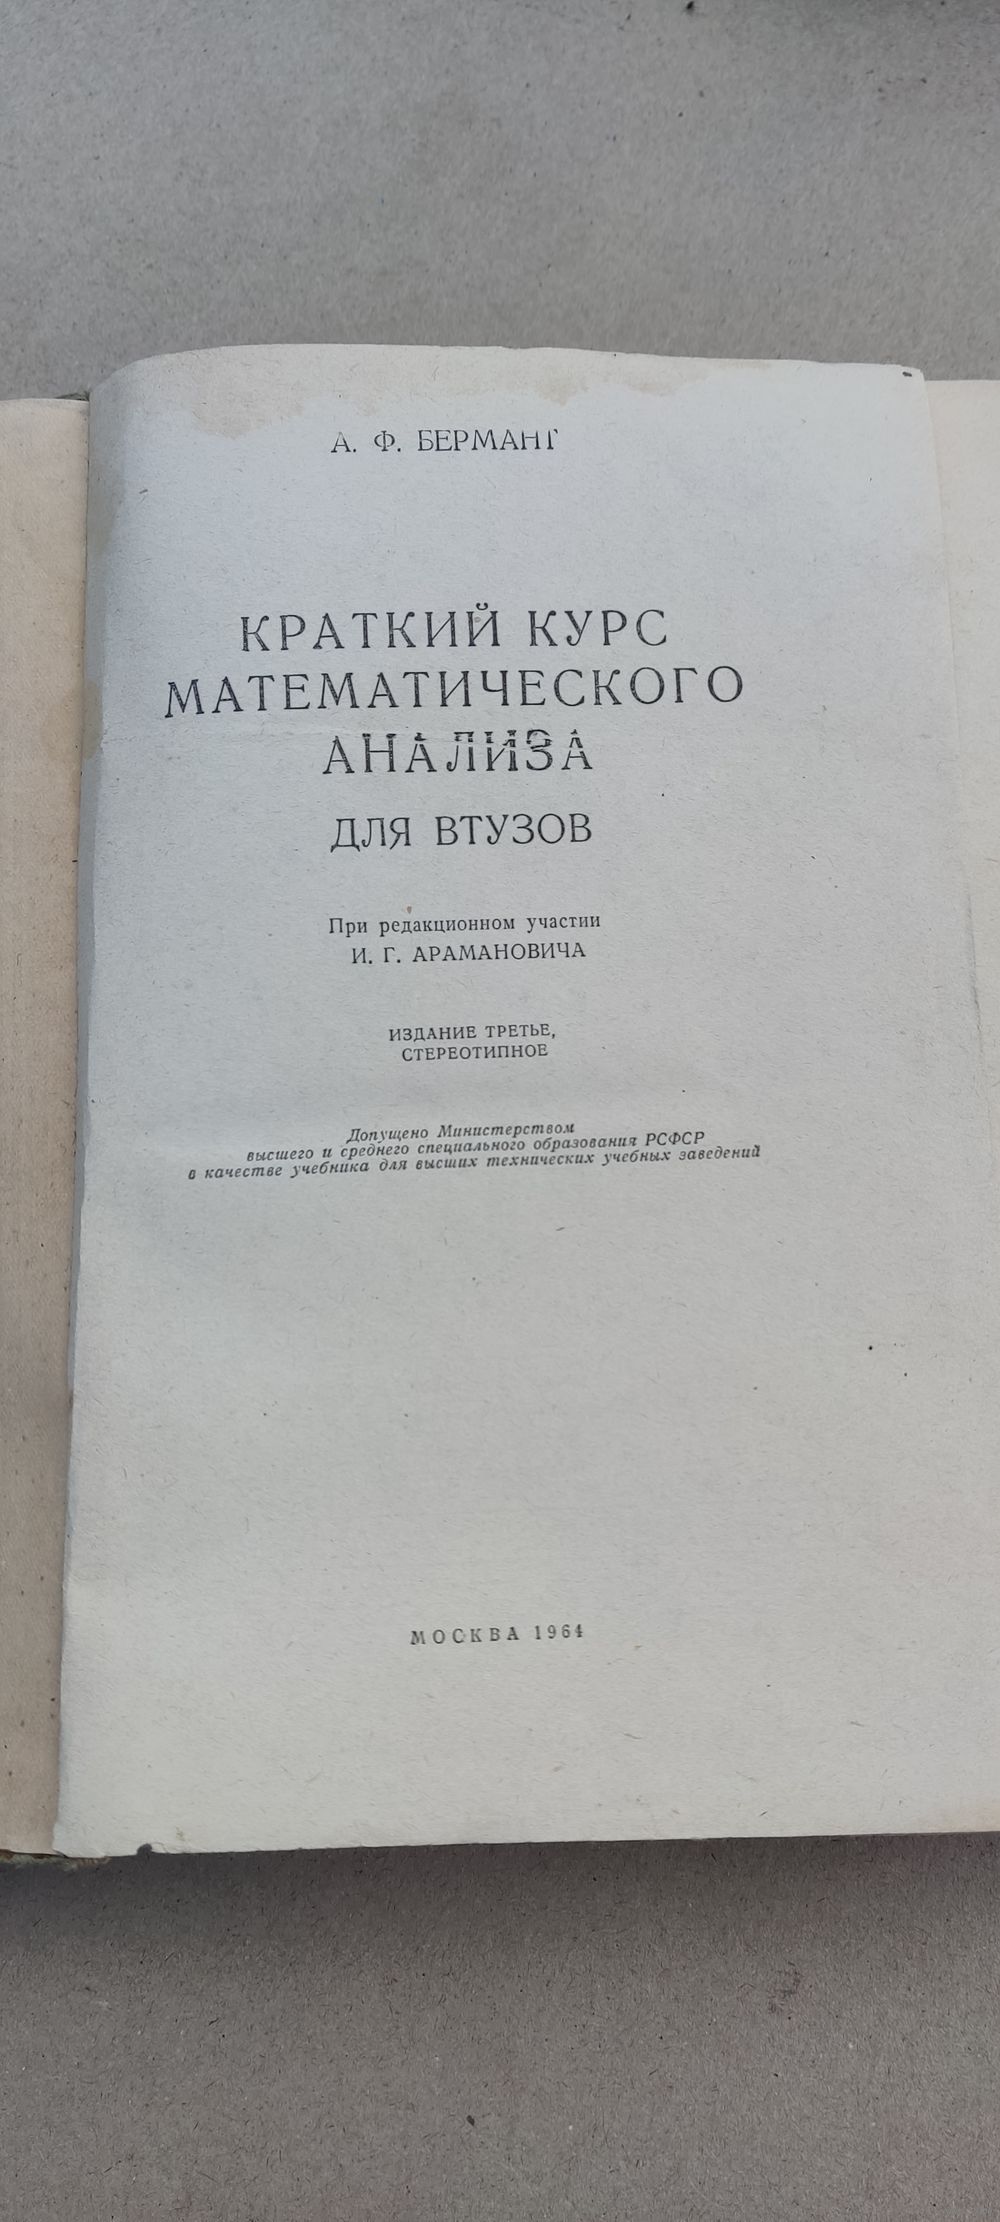 А. Ф. БЕРМАНТ
КРАТКИЙ КУРС
МАТЕМАТИЧЕСКОГО
АНАЛИЗА
ДЛЯ ВТУЗОВ
При редакционном участии
И. Г. АРАМАНОВИЧА
ИЗДАНИЕ ТРЕТЬЕ,
СТЕРЕОТИПНОЕ
Допущено Министерством
высшего и среднего специального образования РСФСР
в качестве учебника для высших технических учебных заведений
МОСКВА 1964